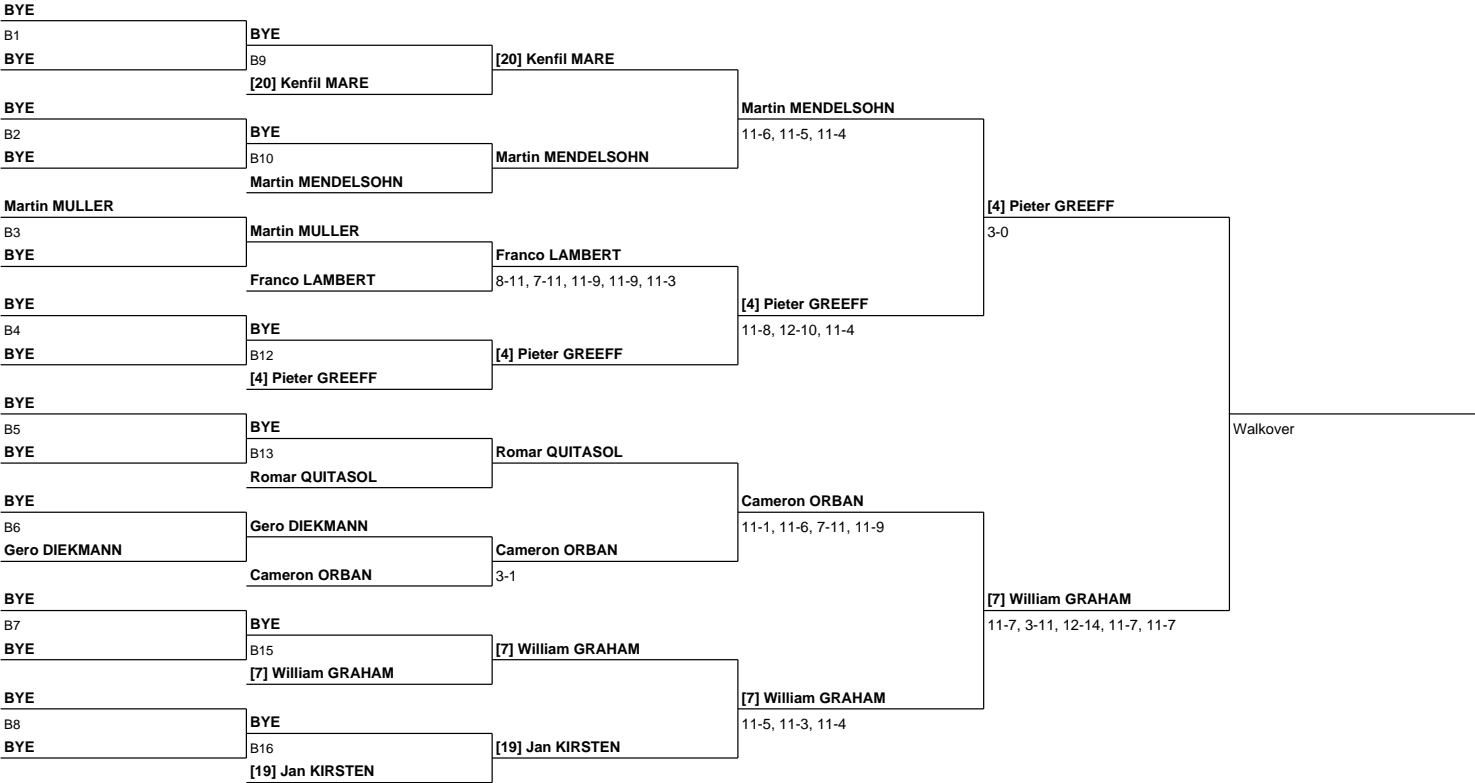 BYE
B1
BYE
BYE
B9
[20] Kenfil MARE
[20] Kenfil MARE
BYE
B2
BYE
BYE
B10
Martin MENDELSOHN
Martin MENDELSOHN
Martin MENDELSOHN
11-6, 11-5, 11-4
Martin MULLER
B3
BYE
Martin MULLER
Franco LAMBERT
Franco LAMBERT
8-11, 7-11, 11-9, 11-9, 11-3
BYE
B4
BYE
BYE
B12
[4] Pieter GREEFF
[4] Pieter GREEFF
[4] Pieter GREEFF
11-8, 12-10, 11-4
[4] Pieter GREEFF
3-0
BYE
B5
BYE
BYE
B13
Romar QUITASOL
Romar QUITASOL
BYE
B6
Gero DIEKMANN
Gero DIEKMANN
Cameron ORBAN
Cameron ORBAN
3-1
Cameron ORBAN
11-1, 11-6, 7-11, 11-9
BYE
B7
BYE
BYE
B15
[7] William GRAHAM
[7] William GRAHAM
BYE
B8
BYE
BYE
B16
[19] Jan KIRSTEN
[19] Jan KIRSTEN
[7] William GRAHAM
11-5, 11-3, 11-4
[7] William GRAHAM
11-7, 3-11, 12-14, 11-7, 11-7
Walkover